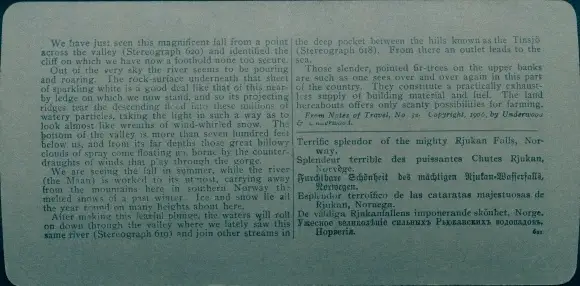 We have just seen this magnificent fall from a point
across the valley (Stereograph 620) and identified the
cliff on which we now a foothold none too secure.
Out of the very sky the river seems to be pouring
and roaring. The rock-surface underneath that sheet
of sparkling white is a good deal like that of this near-
by ledge on which we now stand, and so its projecting
ridges tear the descending flood into these millions of
watery particles, taking the light in such a way as to
look almost like wreaths of wind-whirled snow. The
bottom of the valley is more than seven hundred feet
below us, and from its far depths those great billowy
clouds of spray come floating up, borne by the counter-
draughts of wind that play through the gorge.
We are seeing the fall in summer, while the river
(the Maan) is worked to its utmost, carrying away
from the mountains here in southern Norway the
melted snows of a past winter. Ice and snow lie all
the year round on many heights about here.
After making this fearful plunge, the waters will roll
on down through the valley where we lately saw this
same river (Stereograph 619) and join other streams in
the deep pocket between the hills known as the Tinsjö
(Stereograph 618). From there an outlet leads to the
sea.
Those slender, pointed fir-trees on the upper banks
are such as one sees over and over again in this part
of the country. They constitute a practically exhaust-
less supply of building material and fuel. The land
hereabouts offers only scanty possibilities for farming.
From Notes of Travel, No. 10. Copyright, 1906, by Underwood
& Underwood.
Terrific splendor of the mighty Rjukan Falls, Nor-
way.
Splendeur terrible des puissantes Chutes Rjukan,
Norvège.
Furchtbare Schönheit des mächtigen Rjukan-Wasserfalls,
Norwegen.
Esplendor terroífico de las cataratas majestuosas de
Rjukan, Noruega.
De väldiga Rjukanfallens imponerande skönhet, Norge.
Ужасное великолѣпіе сильныхъ Рьюканскихъ водопадовъ,
Норвегія.